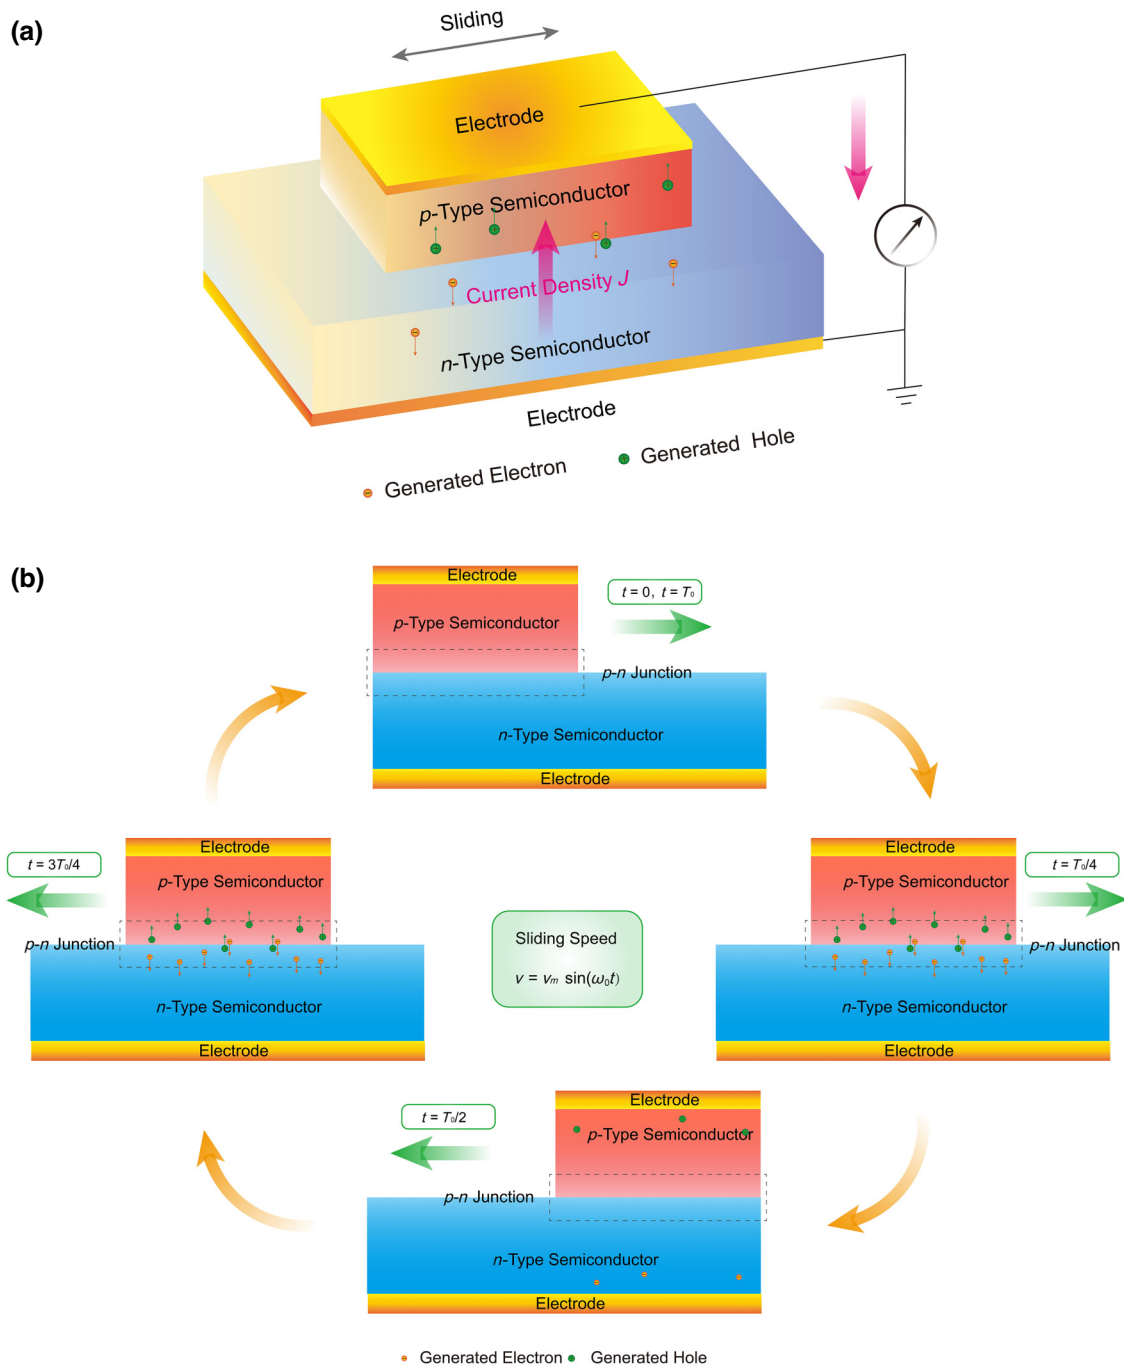 (a)
Sliding
Electrode
p-Type Semiconductor
Current Density J
n-Type Semiconductor
Electrode
Generated Electron
Generated Hole
(b)
Electrode
t = 0, t = T₀
p-Type Semiconductor
p-n Junction
n-Type Semiconductor
Electrode
Electrode
t = 3T₀/4
p-Type Semiconductor
p-n Junction
n-Type Semiconductor
Electrode
Sliding Speed
v = vₘ sin(ω₀t)
Electrode
t = T₀/4
p-Type Semiconductor
p-n Junction
n-Type Semiconductor
Electrode
Electrode
t = T₀/2
p-Type Semiconductor
p-n Junction
n-Type Semiconductor
Electrode
Generated Electron
Generated Hole